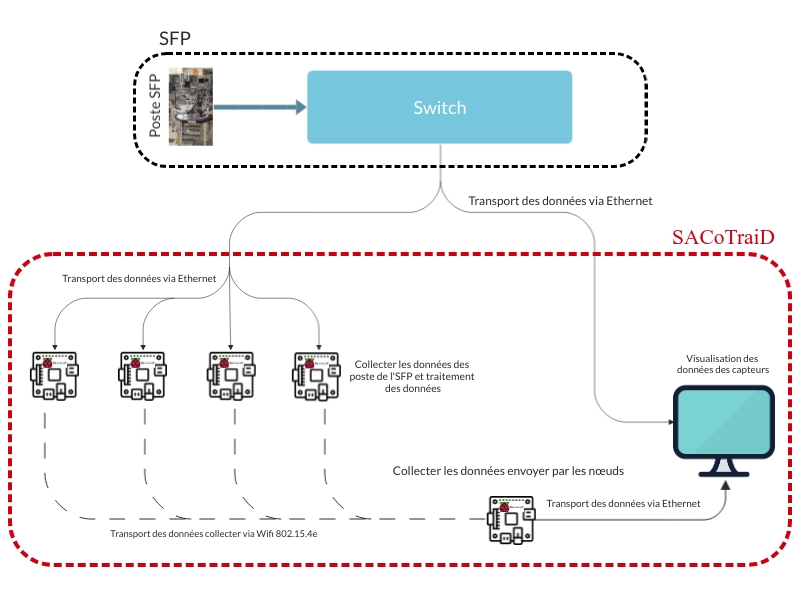 SFP
Poste SFP
Switch
Transport des données via Ethernet
SACoTraiD
Transport des données via Ethernet
Collecter les données des
poste de l'SFP et traitement
des données
Visualisation des
données des capteurs
Collecter les données envoyer par les nœuds
Transport des données via Ethernet
Transport des données collecter via Wifi 802.15.4e